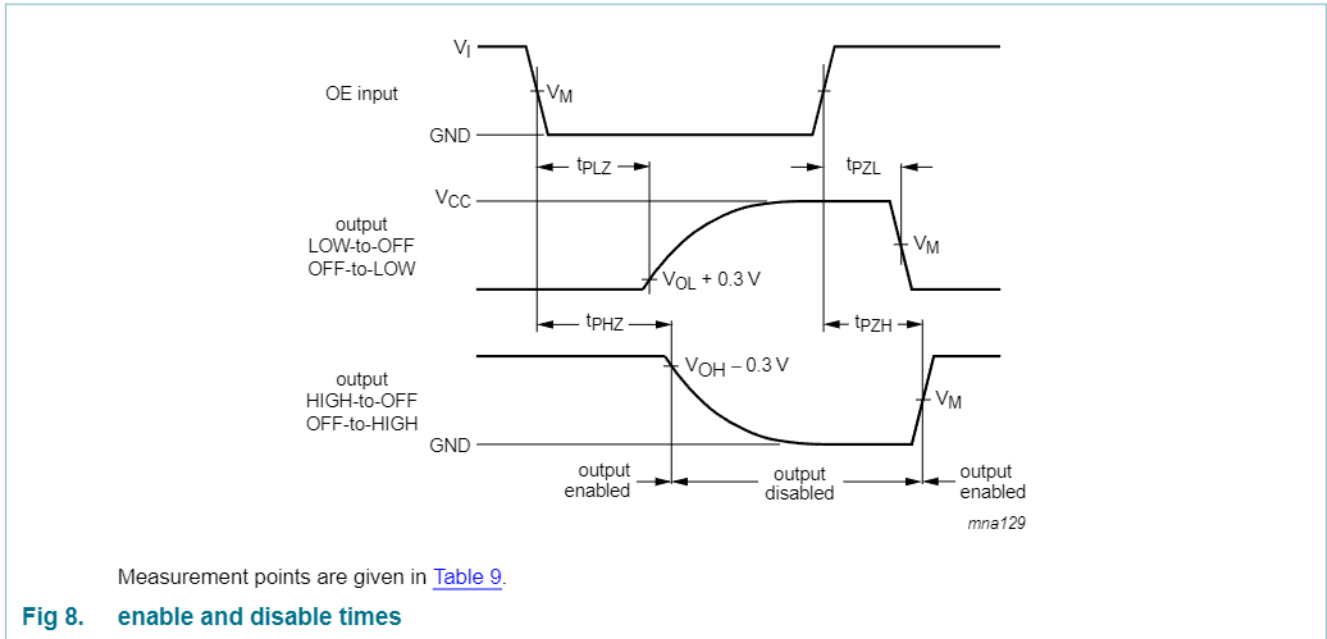 VI
OE input
VM
GND
tPLZ
tPZL
VCC
output
LOW-to-OFF
OFF-to-LOW
VM
VOL + 0.3 V
tPHZ
tPZH
VOH – 0.3 V
output
HIGH-to-OFF
OFF-to-HIGH
VM
GND
output
enabled
output
disabled
output
enabled
mna129
Measurement points are given in Table 9.
Fig 8. enable and disable times